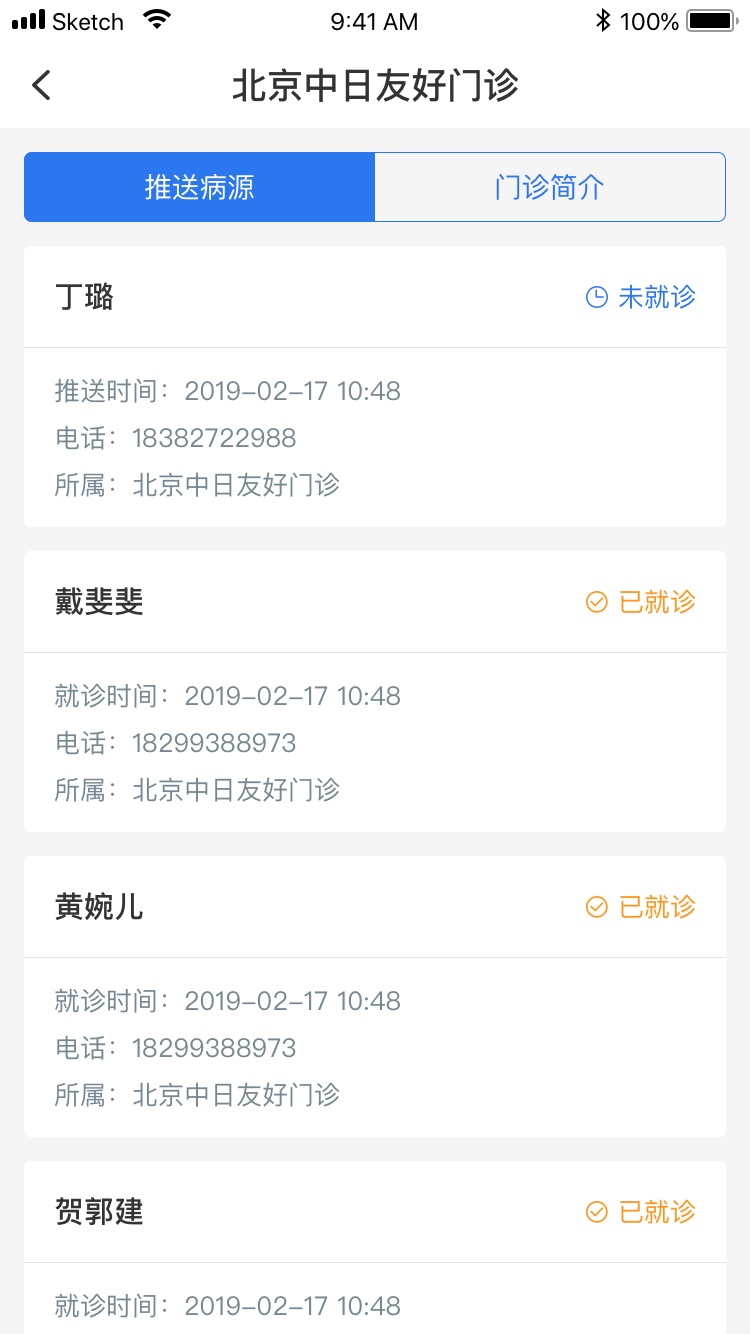 Sketch 9:41 AM 100%
北京中日友好门诊
推送病源 门诊简介
丁璐 未就诊
推送时间：2019-02-17 10:48
电话：18382722988
所属：北京中日友好门诊
戴斐斐 已就诊
就诊时间：2019-02-17 10:48
电话：18299388973
所属：北京中日友好门诊
黄婉儿 已就诊
就诊时间：2019-02-17 10:48
电话：18299388973
所属：北京中日友好门诊
贺郭建 已就诊
就诊时间：2019-02-17 10:48